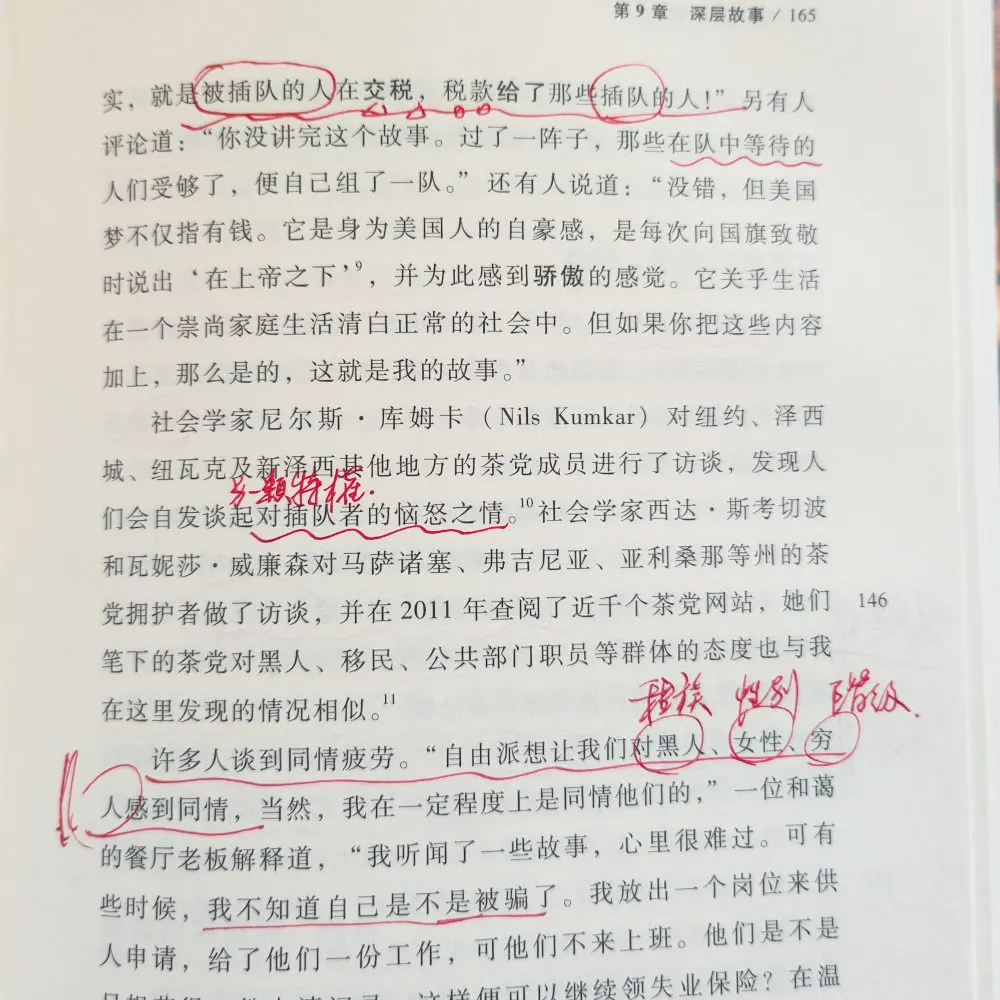 第9章 深层故事 / 165
实，就是被插队的人在交税，税款给了那些插队的人！”另有人
评论道：“你没讲完这个故事。过了一阵子，那些在队中等待的
人们受够了，便自己组了一队。”还有人说道：“没错，但美国
梦不仅指有钱。它是身为美国人的自豪感，是每次向国旗致敬
时说出‘在上帝之下’⁹，并为此感到骄傲的感觉。它关乎生活
在一个崇尚家庭生活清白正常的社会中。但如果你把这些内容
加上，那么是的，这就是我的故事。”
社会学家尼尔斯·库姆卡（Nils Kumkar）对纽约、泽西
城、纽瓦克及新泽西其他地方的茶党成员进行了访谈，发现人
另一类特权.
们会自发谈起对插队者的恼怒之情。¹⁰社会学家西达·斯考切波
和瓦妮莎·威廉森对马萨诸塞、弗吉尼亚、亚利桑那等州的茶
党拥护者做了访谈，并在2011年查阅了近千个茶党网站，她们
146
笔下的茶党对黑人、移民、公共部门职员等群体的态度也与我
在这里发现的情况相似。¹¹
种族 性别 阶级
许多人谈到同情疲劳。“自由派想让我们对黑人、女性、穷
人感到同情，当然，我在一定程度上是同情他们的，”一位和蔼
的餐厅老板解释道，“我听闻了一些故事，心里很难过。可有
些时候，我不知道自己是不是被骗了。我放出一个岗位来供
人申请，给了他们一份工作，可他们不来上班。他们是不是
这样便可以继续领失业保险？在温